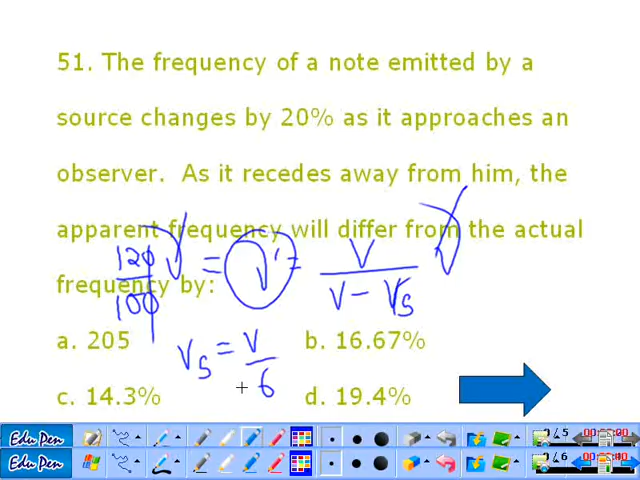 51. The frequency of a note emitted by a
source changes by 20% as it approaches an
observer. As it recedes away from him, the
apparent frequency will differ from the actual
120/100 ν = ν' = V/(V - Vs) ν
frequency by:
a. 205 b. 16.67%
Vs = V/6
c. 14.3% d. 19.4%
Edu Pen
Edu Pen